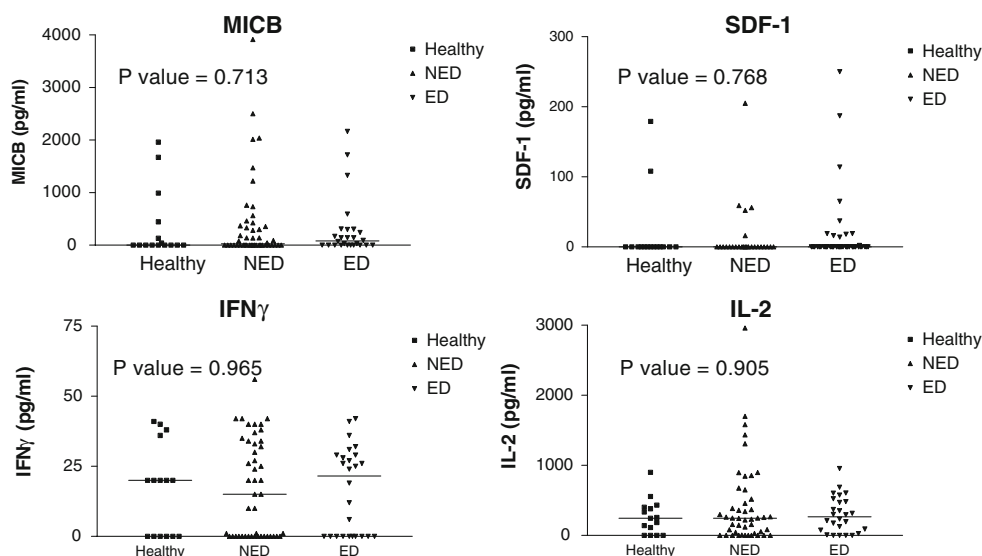 MICB
MICB (pg/ml)
4000
3000
2000
1000
0
P value = 0.713
Healthy
NED
ED
Healthy
NED
ED
SDF-1
SDF-1 (pg/ml)
300
200
100
0
P value = 0.768
Healthy
NED
ED
Healthy
NED
ED
IFNγ
IFNγ (pg/ml)
75
50
25
0
P value = 0.965
Healthy
NED
ED
Healthy
NED
ED
IL-2
IL-2 (pg/ml)
3000
2000
1000
0
P value = 0.905
Healthy
NED
ED
Healthy
NED
ED